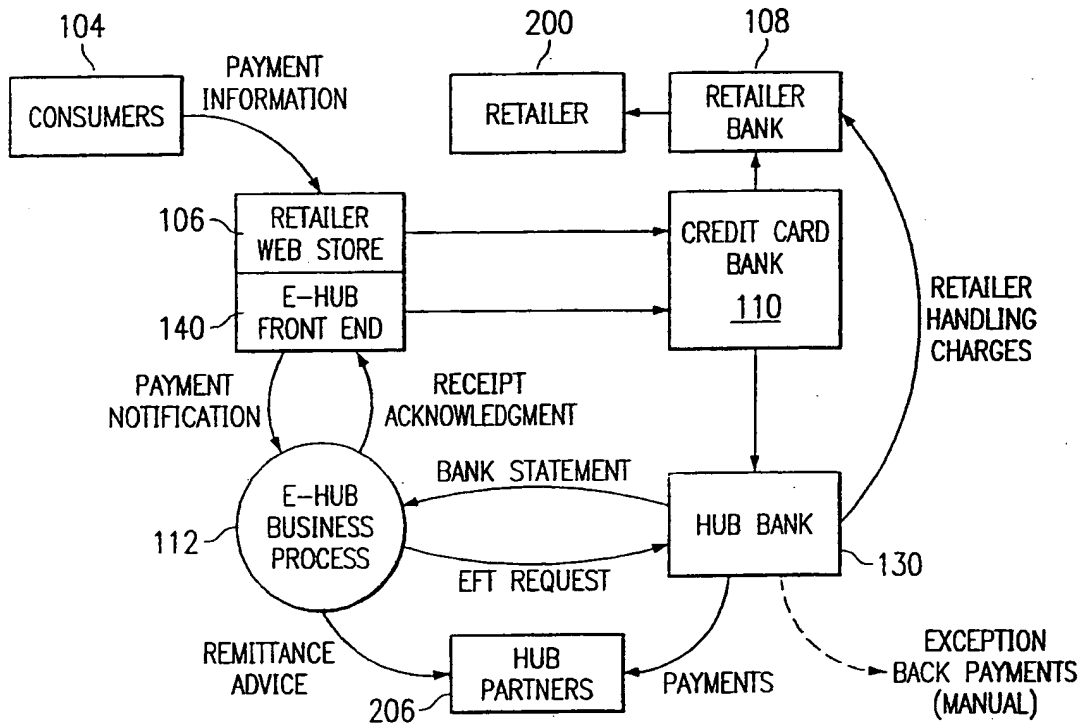 104
200
108
CONSUMERS
PAYMENT
INFORMATION
RETAILER
RETAILER
BANK
106
RETAILER
WEB STORE
CREDIT CARD
BANK
110
140
E-HUB
FRONT END
RETAILER
HANDLING
CHARGES
PAYMENT
NOTIFICATION
RECEIPT
ACKNOWLEDGMENT
112
E-HUB
BUSINESS
PROCESS
BANK STATEMENT
EFT REQUEST
HUB BANK
130
REMITTANCE
ADVICE
HUB
PARTNERS
206
PAYMENTS
EXCEPTION
BACK PAYMENTS
(MANUAL)